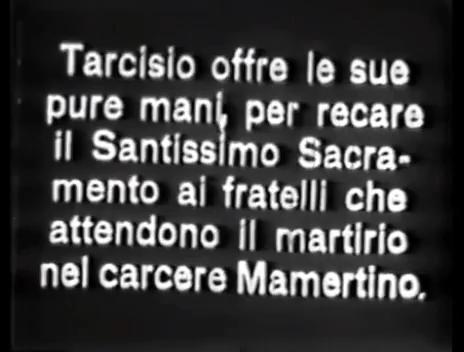 Tarcisio offre le sue
pure mani, per recare
il Santissimo Sacra-
mento ai fratelli che
attendono il martirio
nel carcere Mamertino.